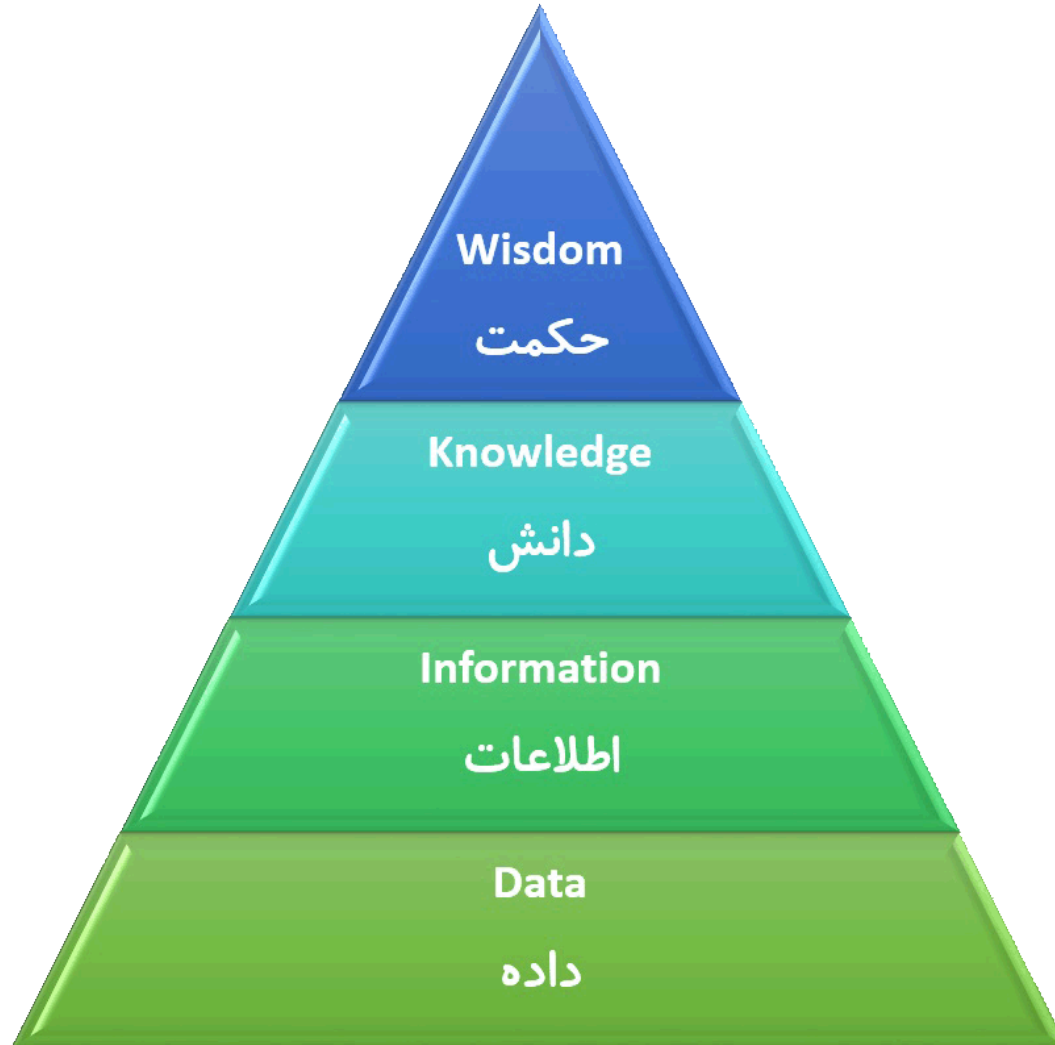 Wisdom
حکمت
Knowledge
دانش
Information
اطلاعات
Data
داده